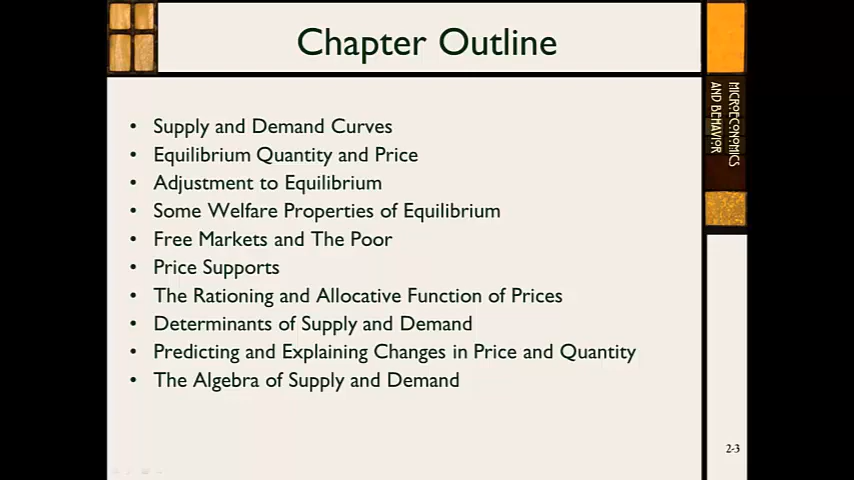 Chapter Outline
• Supply and Demand Curves
• Equilibrium Quantity and Price
• Adjustment to Equilibrium
• Some Welfare Properties of Equilibrium
• Free Markets and The Poor
• Price Supports
• The Rationing and Allocative Function of Prices
• Determinants of Supply and Demand
• Predicting and Explaining Changes in Price and Quantity
• The Algebra of Supply and Demand
MICROECONOMICS
AND BEHAVIOR
2-3